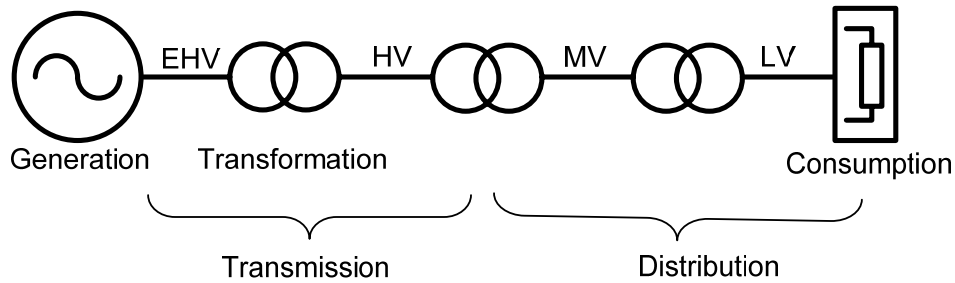 EHV
HV
MV
LV
Generation
Transformation
Consumption
Transmission
Distribution